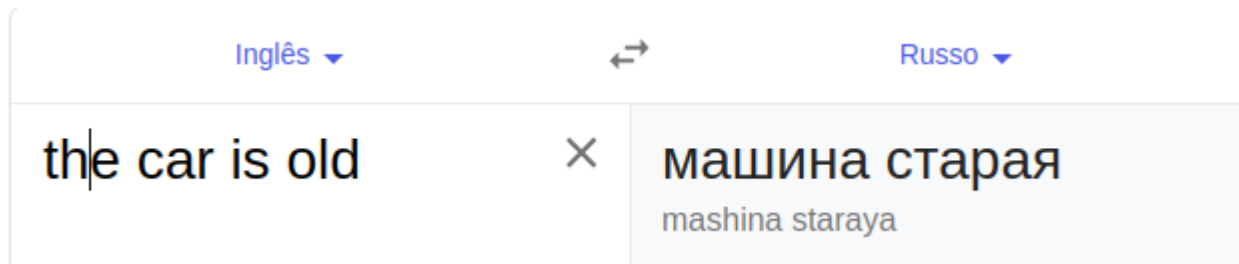 Inglês
Russo
the car is old
машина старая
mashina staraya